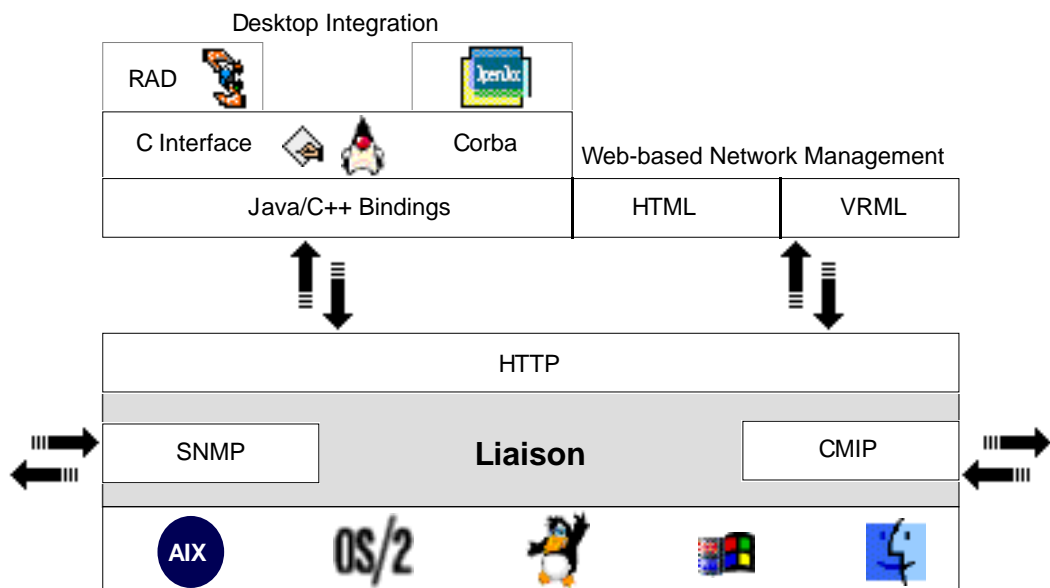 Desktop Integration
RAD
C Interface
Corba
Web-based Network Management
Java/C++ Bindings
HTML
VRML
HTTP
SNMP
Liaison
CMIP
AIX
OS/2